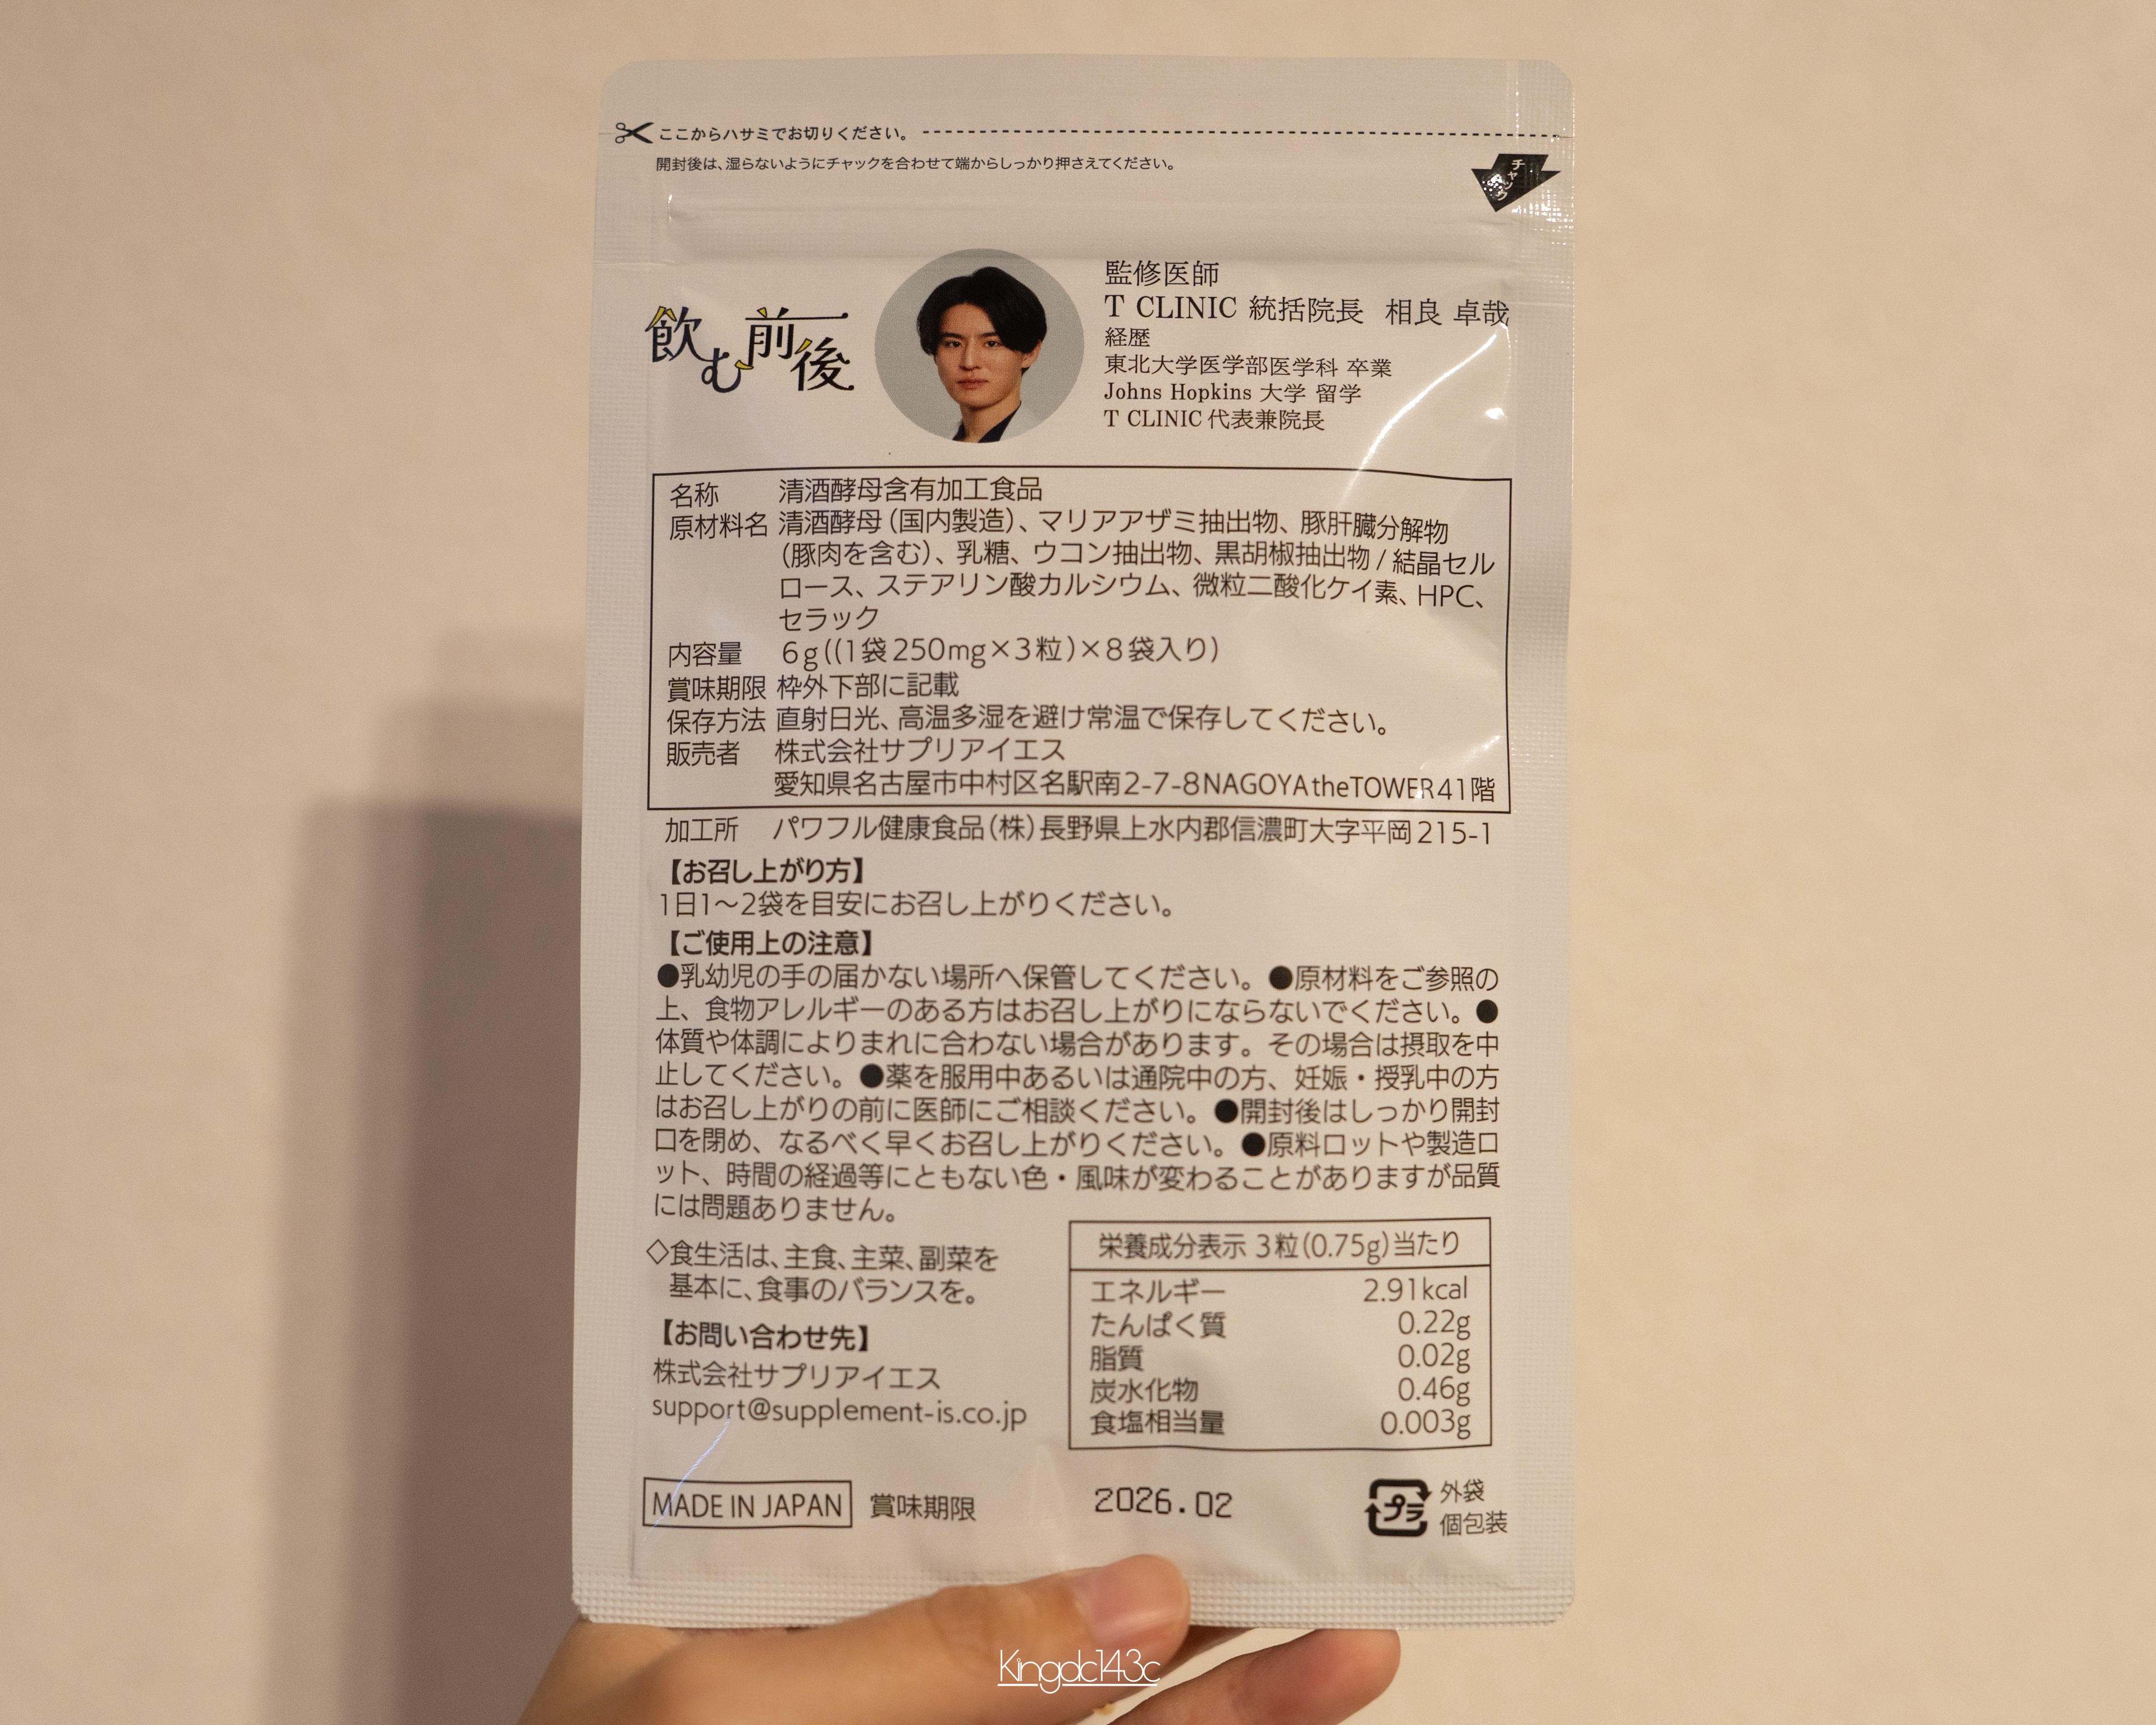 ここからハサミでお切りください。
開封後は、湿らないようにチャックを合わせて端からしっかり押さえてください。
チャック
飲む前後
監修医師
T CLINIC 統括院長 相良 卓哉
経歴
東北大学医学部医学科 卒業
Johns Hopkins 大学 留学
T CLINIC 代表兼院長
名称 清酒酵母含有加工食品
原材料名 清酒酵母（国内製造）、マリアアザミ抽出物、豚肝臓分解物
（豚肉を含む）、乳糖、ウコン抽出物、黒胡椒抽出物 / 結晶セル
ロース、ステアリン酸カルシウム、微粒二酸化ケイ素、HPC、
セラック
内容量 6g((1袋250mg×3粒)×8袋入り)
賞味期限 枠外下部に記載
保存方法 直射日光、高温多湿を避け常温で保存してください。
販売者 株式会社サプリアイエス
愛知県名古屋市中村区名駅南2-7-8NAGOYAtheTOWER41階
加工所 パワフル健康食品(株)長野県上水内郡信濃町大字平岡215-1
【お召し上がり方】
1日1～2袋を目安にお召し上がりください。
【ご使用上の注意】
●乳幼児の手の届かない場所へ保管してください。●原材料をご参照の
上、食物アレルギーのある方はお召し上がりにならないでください。●
体質や体調によりまれに合わない場合があります。その場合は摂取を中
止してください。●薬を服用中あるいは通院中の方、妊娠・授乳中の方
はお召し上がりの前に医師にご相談ください。●開封後はしっかり開封
口を閉め、なるべく早くお召し上がりください。●原料ロットや製造ロ
ット、時間の経過等にともない色・風味が変わることがありますが品質
には問題ありません。
◇食生活は、主食、主菜、副菜を
基本に、食事のバランスを。
【お問い合わせ先】
株式会社サプリアイエス
support@supplement-is.co.jp
栄養成分表示 3粒(0.75g)当たり
エネルギー 2.91kcal
たんぱく質 0.22g
脂質 0.02g
炭水化物 0.46g
食塩相当量 0.003g
MADE IN JAPAN 賞味期限 2026.02
プラ
外袋
個包装
Kingdc143c